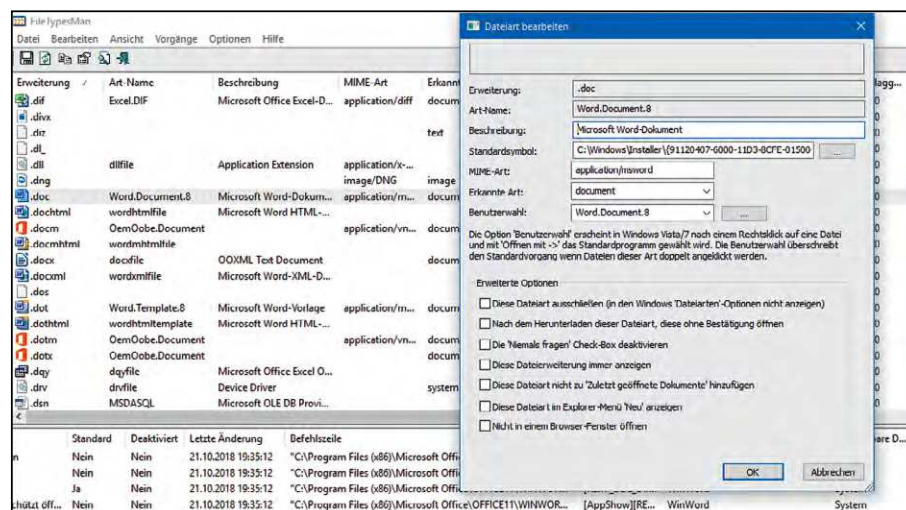 FileTypesMan
Datei Bearbeiten Ansicht Vorgänge Optionen Hilfe
Erweiterung Art-Name Beschreibung MIME-Art Erkannt
.dif Excel.DIF Microsoft Office Excel-D... application/diff docum
.divx
.diz text
.dl_
.dll dllfile Application Extension application/x-...
.dng image/DNG image
.doc Word.Document.8 Microsoft Word-Dokum... application/m... docum
.dochtml wordhtmlfile Microsoft Word HTML-...
.docm OemOobe.Document application/vn... docum
.docmhtml wordmhtmlfile
.docx docxfile OOXML Text Document docum
.docxml wordxmlfile Microsoft Word-XML-D...
.dos
.dot Word.Template.8 Microsoft Word-Vorlage application/m... docum
.dothtml wordhtmltemplate Microsoft Word HTML-...
.dotm OemOobe.Document application/vn... docum
.dotx OemOobe.Document docum
.dqy dqyfile Microsoft Office Excel O...
.drv drvfile Device Driver system
.dsn MSDASQL Microsoft OLE DB Provi...
Standard Deaktiviert Letzte Änderung Befehlszeile
Nein Nein 21.10.2018 19:35:12 "C:\Program Files (x86)\Microsoft Offic
Nein Nein 21.10.2018 19:35:12 "C:\Program Files (x86)\Microsoft Offic
Ja Nein 21.10.2018 19:35:12 "C:\Program Files (x86)\Microsoft Offic
chützt öff... Nein Nein 21.10.2018 19:35:12 "C:\Program Files (x86)\Microsoft Office\OFFICE11\WINWOR... [AppShow][RE... WinWord System
Dateiart bearbeiten
Erweiterung: .doc
Art-Name: Word.Document.8
Beschreibung: Microsoft Word-Dokument
Standardsymbol: C:\Windows\Installer\{91120407-6000-11D3-8CFE-01500 ...
MIME-Art: application/msword
Erkannte Art: document
Benutzerwahl: Word.Document.8 ...
Die Option 'Benutzerwahl' erscheint in Windows Vista/7 nach einem Rechtsklick auf eine Datei
und mit 'Öffnen mit ->' das Standardprogramm gewählt wird. Die Benutzerwahl überschreibt
den Standardvorgang wenn Dateien dieser Art doppelt angeklickt werden.
Erweiterte Optionen
Diese Dateiart ausschließen (in den Windows 'Dateiarten'-Optionen nicht anzeigen)
Nach dem Herunterladen dieser Dateiart, diese ohne Bestätigung öffnen
Die 'Niemals fragen' Check-Box deaktivieren
Diese Dateierweiterung immer anzeigen
Diese Dateiart nicht zu 'Zuletzt geöffnete Dokumente' hinzufügen
Diese Dateiart im Explorer-Menü 'Neu' anzeigen
Nicht in einem Browser-Fenster öffnen
OK Abbrechen